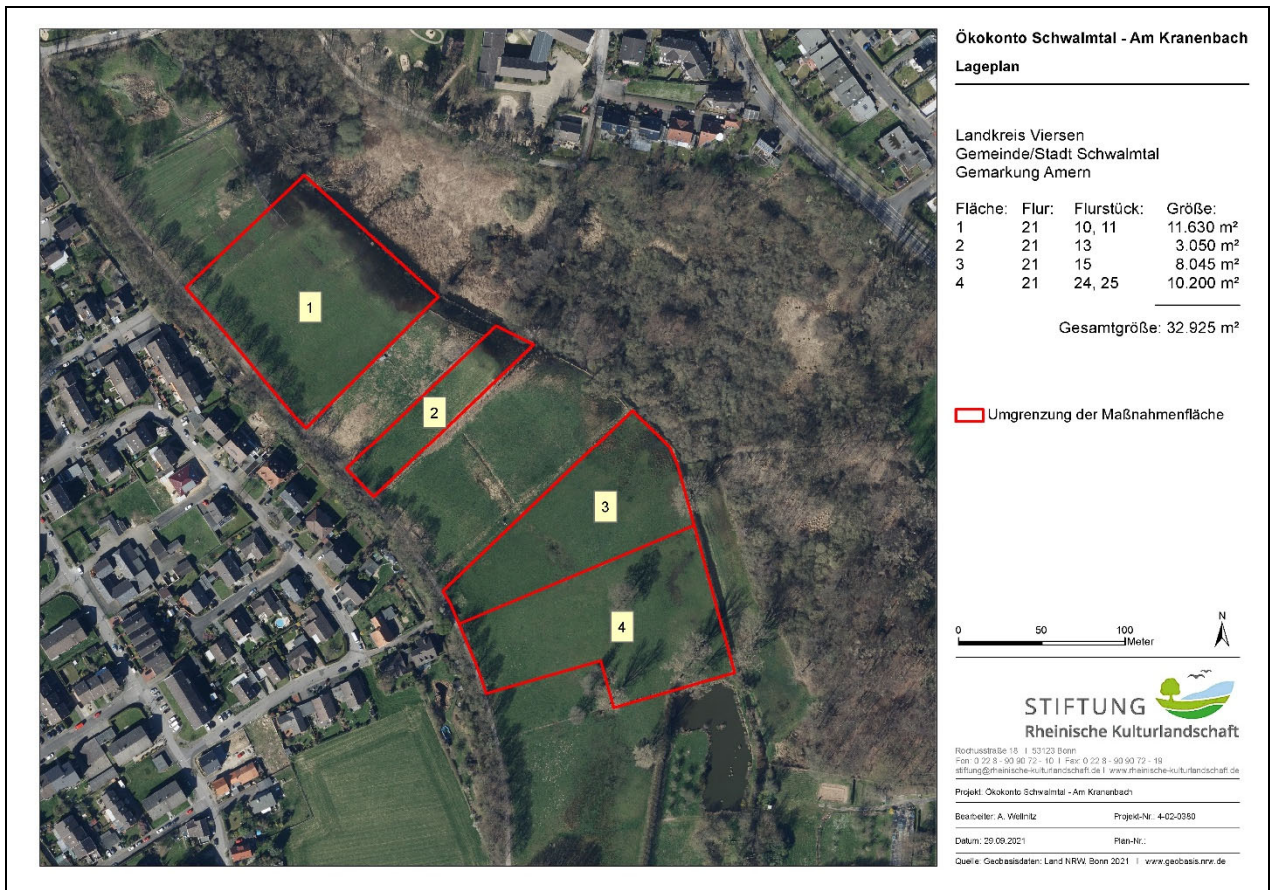 Ökokonto Schwalmtal - Am Kranenbach
Lageplan
Landkreis Viersen
Gemeinde/Stadt Schwalmtal
Gemarkung Amern
Fläche: Flur: Flurstück: Größe:
1 21 10, 11 11.630 m²
2 21 13 3.050 m²
3 21 15 8.045 m²
4 21 24, 25 10.200 m²
Gesamtgröße: 32.925 m²
Umgrenzung der Maßnahmenfläche
1
2
3
4
N
0 50 100
Meter
STIFTUNG
Rheinische Kulturlandschaft
Rochusstraße 18 I 53123 Bonn
Fon: 0 22 8 - 90 90 72 - 10 I Fax: 0 22 8 - 90 90 72 - 19
stiftung@rheinische-kulturlandschaft.de I www.rheinische-kulturlandschaft.de
Projekt: Ökokonto Schwalmtal - Am Kranenbach
Bearbeiter: A. Wellnitz Projekt-Nr.: 4-02-0380
Datum: 29.09.2021 Plan-Nr.:
Quelle: Geobasisdaten: Land NRW, Bonn 2021 I www.geobasis.nrw.de